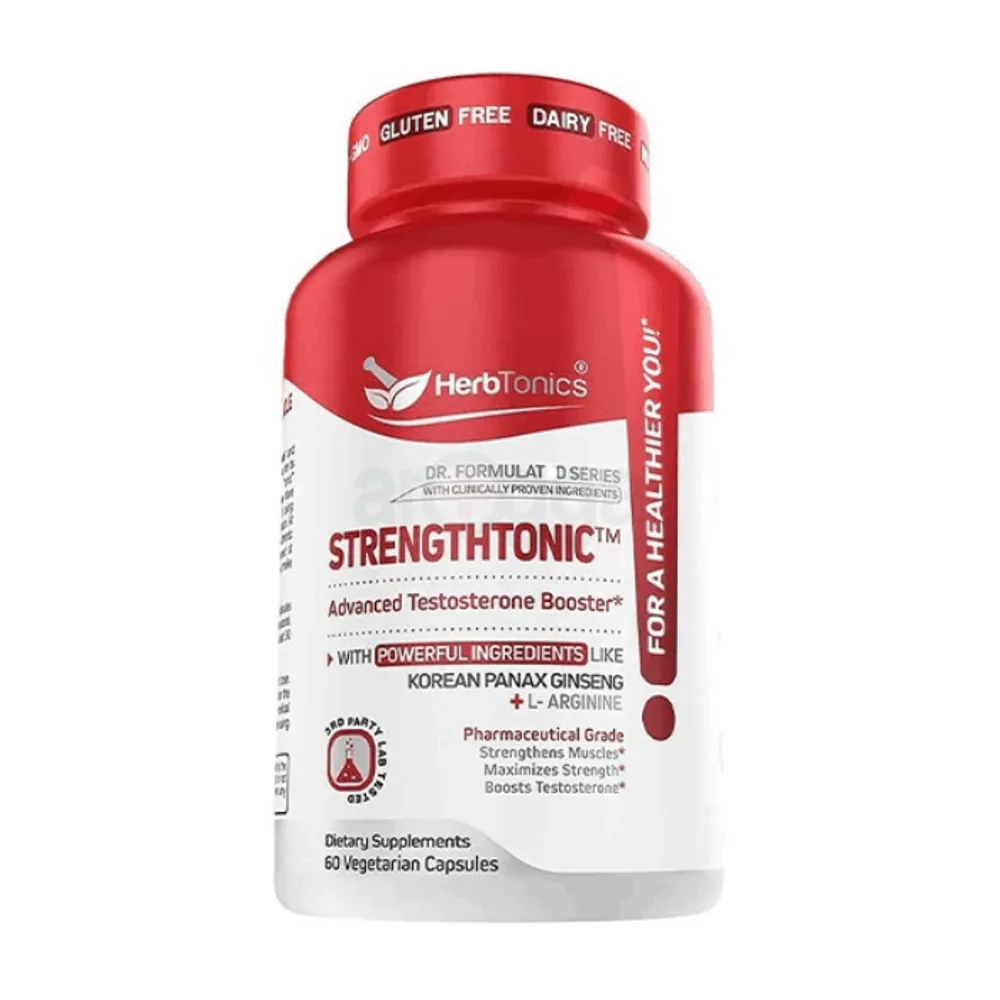 GMO GLUTEN FREE DAIRY FREE
HerbTonics®
DR. FORMULAT D SERIES
WITH CLINICALLY PROVEN INGREDIENTS
STRENGTHTONIC™
Advanced Testosterone Booster*
WITH POWERFUL INGREDIENTS LIKE
KOREAN PANAX GINSENG
+ L- ARGININE
Pharmaceutical Grade
Strengthens Muscles*
Maximizes Strength*
Boosts Testosterone*
3RD PARTY LAB TESTED
Dietary Supplements
60 Vegetarian Capsules
FOR A HEALTHIER YOU!*